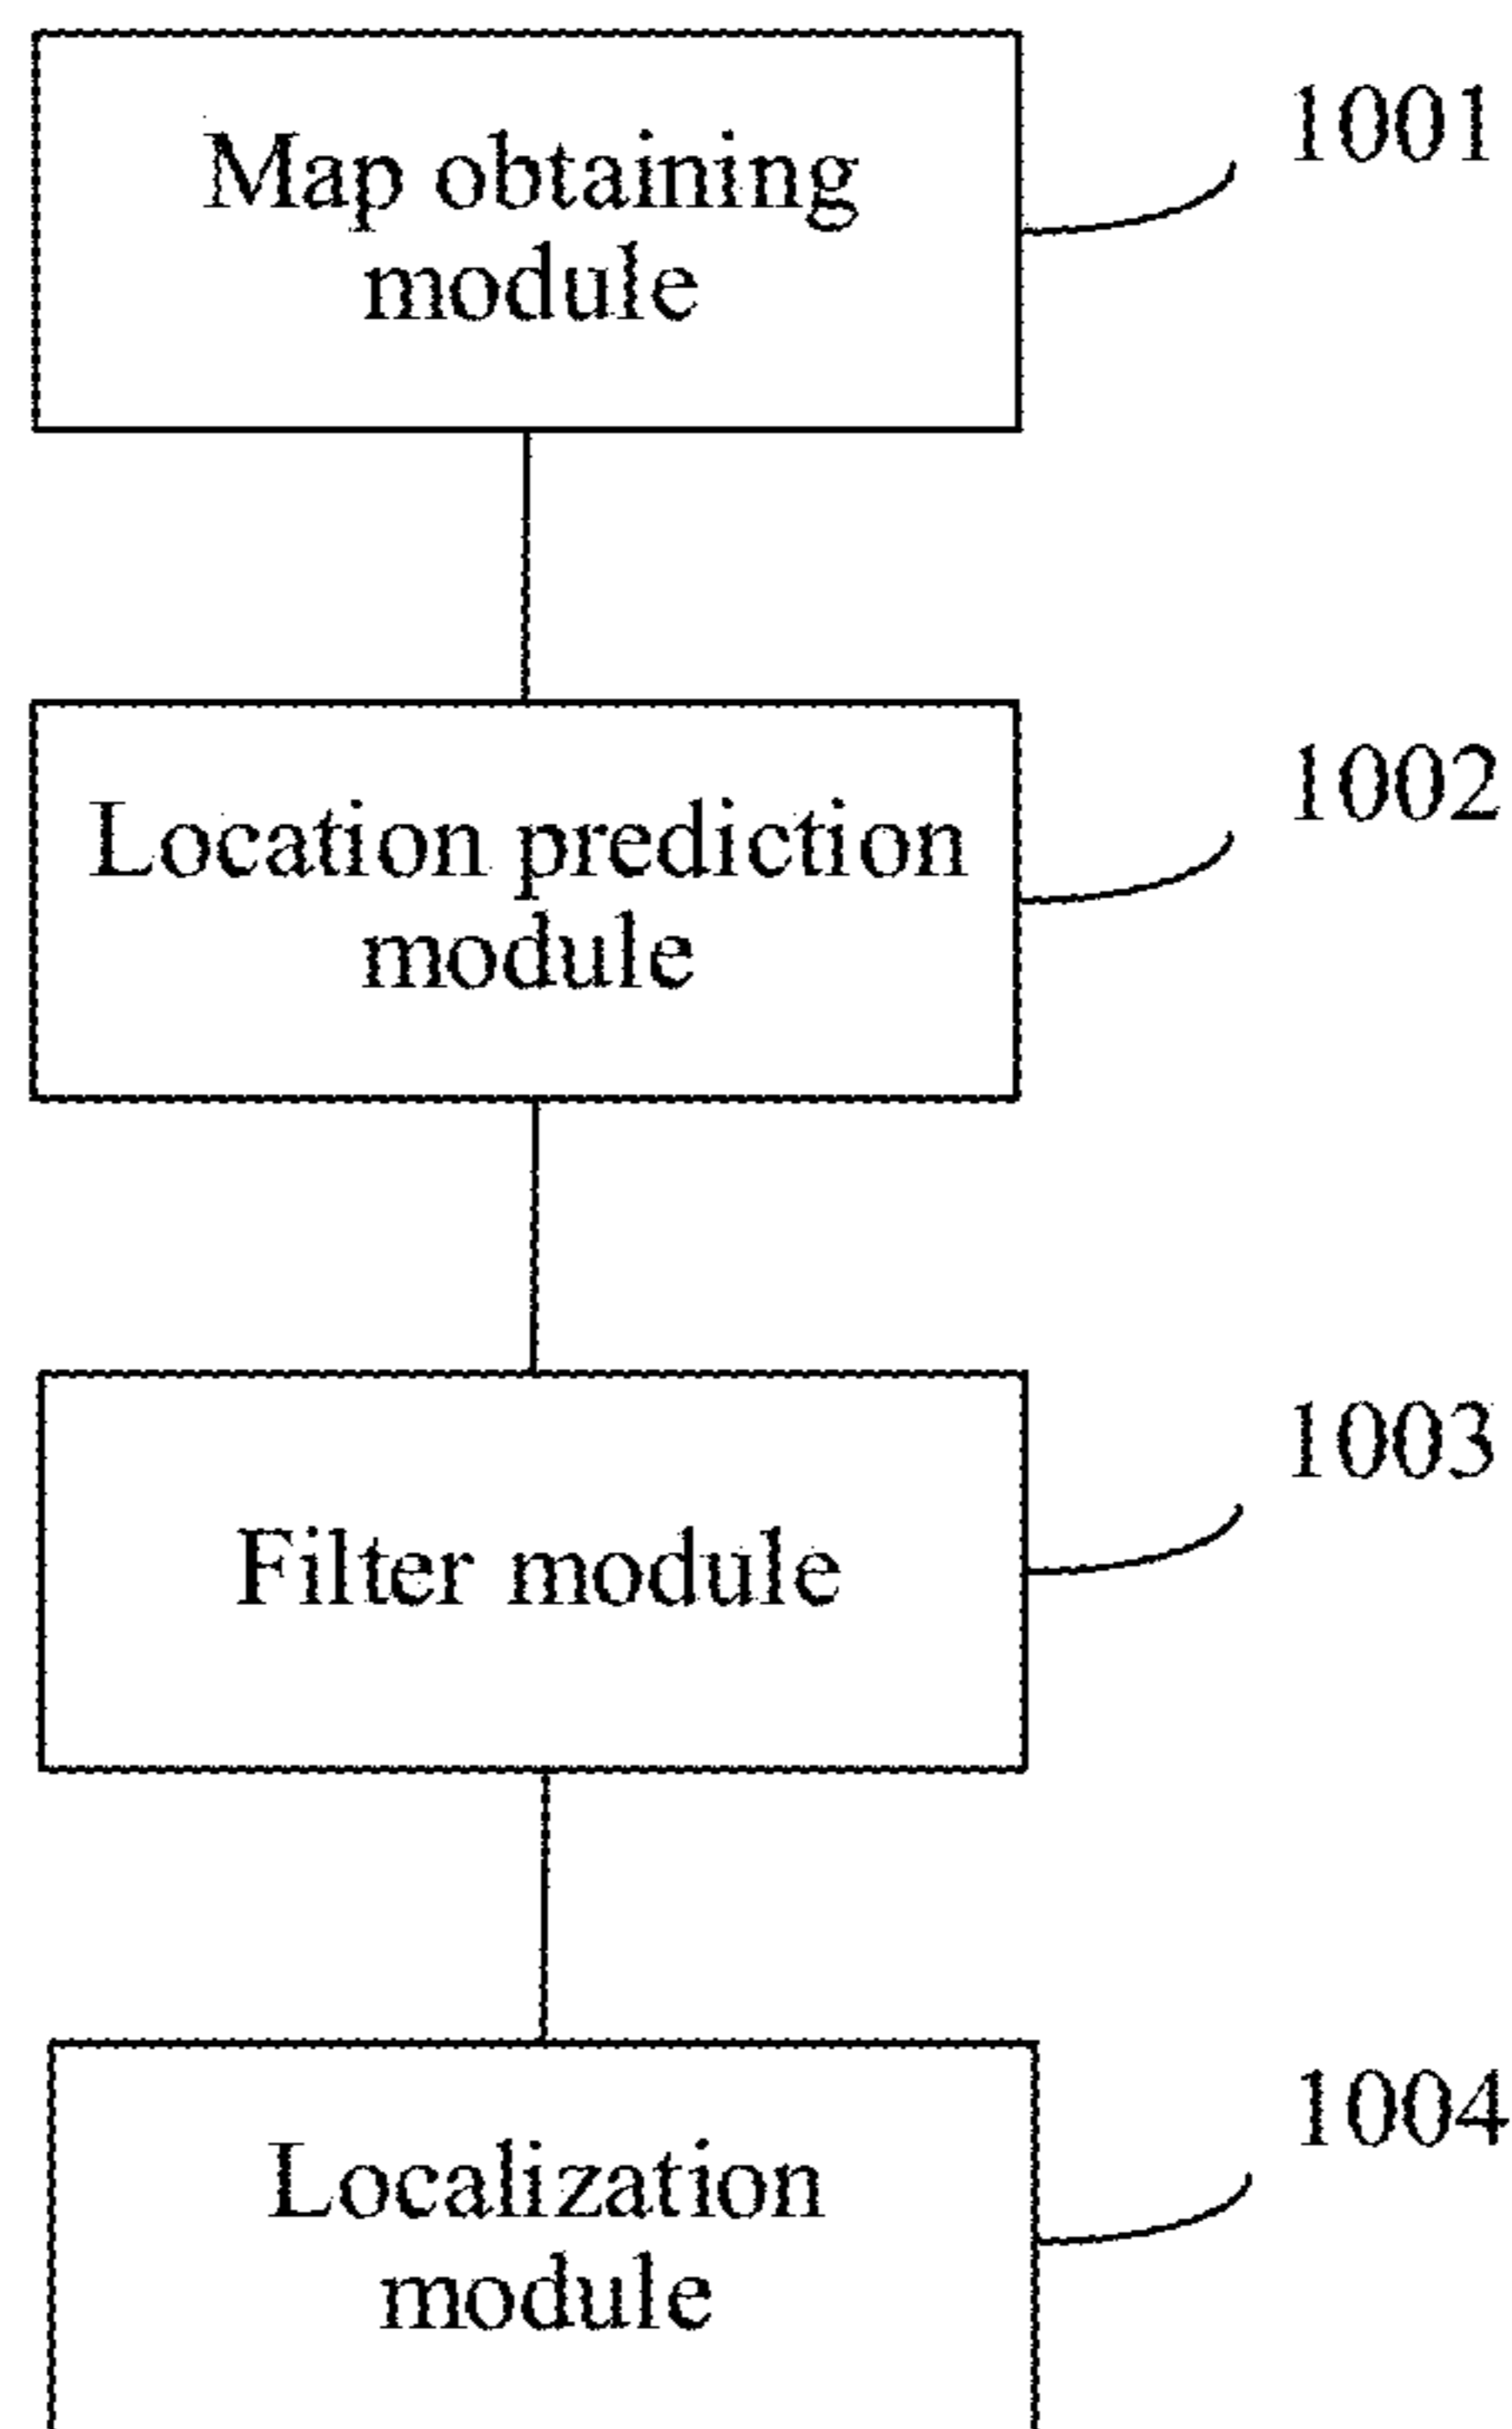 Map obtaining
module
1001
Location prediction
module
1002
Filter module
1003
Localization
module
1004